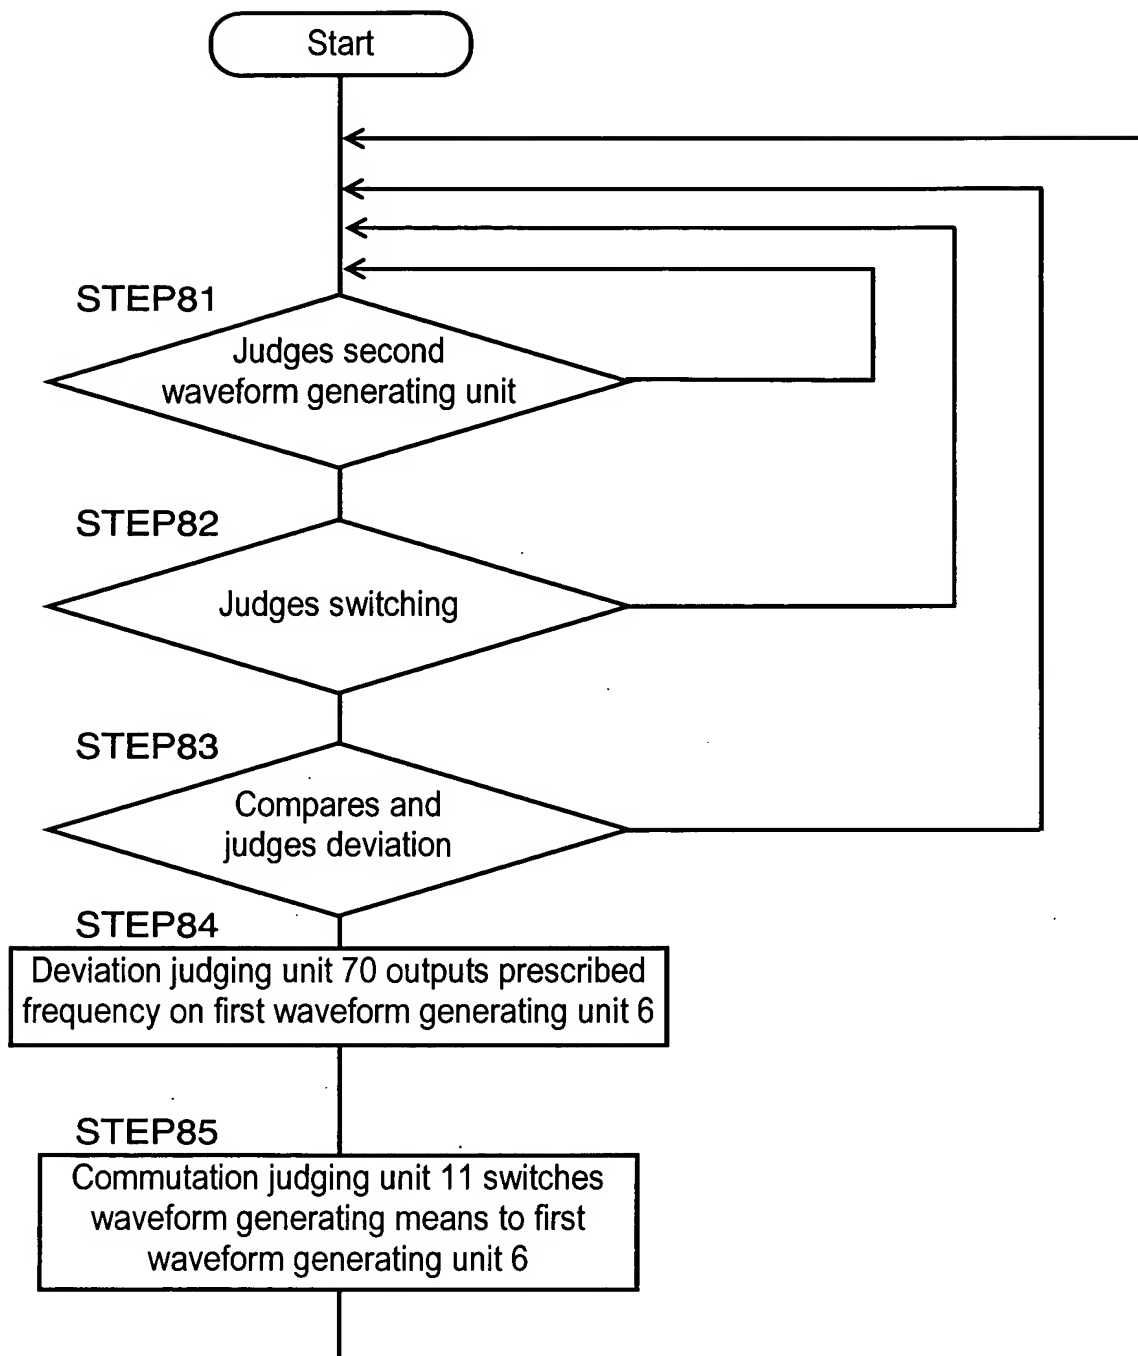 Start
STEP81
Judges second
waveform generating unit
STEP82
Judges switching
STEP83
Compares and
judges deviation
STEP84
Deviation judging unit 70 outputs prescribed
frequency on first waveform generating unit 6
STEP85
Commutation judging unit 11 switches
waveform generating means to first
waveform generating unit 6